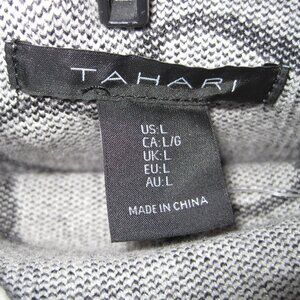 TAHARI
US:L
CA:L/G
UK:L
EU:L
AU:L
MADE IN CHINA